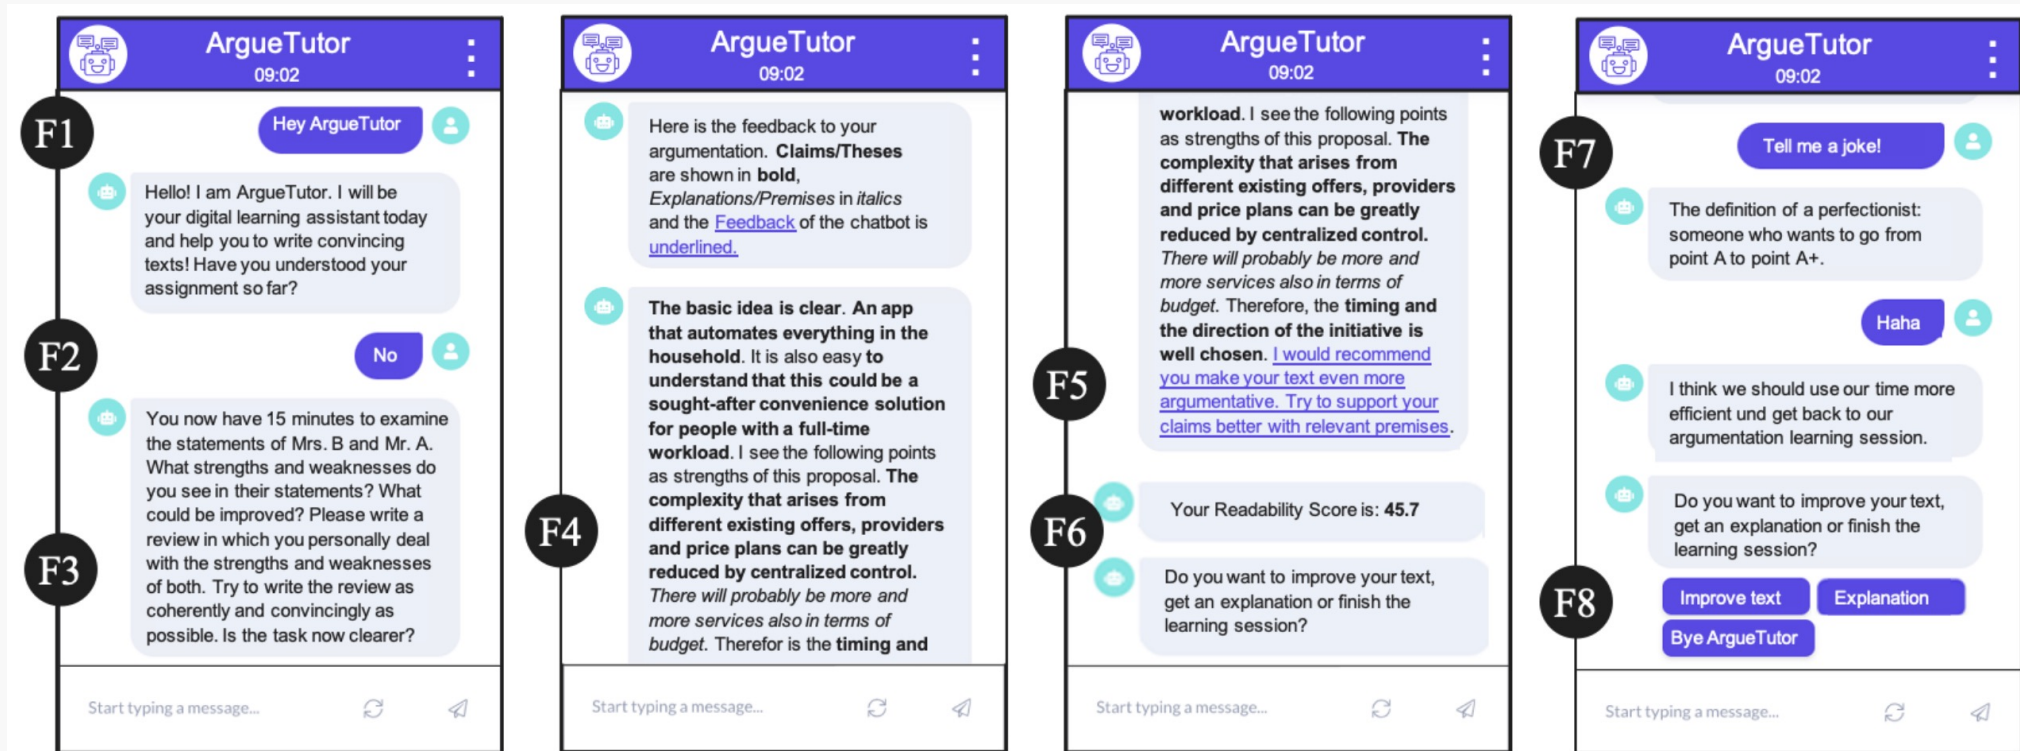 ArgueTutor
09:02
F1
Hey ArgueTutor
Hello! I am ArgueTutor. I will be
your digital learning assistant today
and help you to write convincing
texts! Have you understood your
assignment so far?
F2
No
You now have 15 minutes to examine
the statements of Mrs. B and Mr. A.
What strengths and weaknesses do
you see in their statements? What
could be improved? Please write a
F3
review in which you personally deal
with the strengths and weaknesses
of both. Try to write the review as
coherently and convincingly as
possible. Is the task now clearer?
Start typing a message...
ArgueTutor
09:02
Here is the feedback to your
argumentation. Claims/Theses
are shown in bold,
Explanations/Premises in italics
and the Feedback of the chatbot is
underlined.
The basic idea is clear. An app
that automates everything in the
household. It is also easy to
understand that this could be a
sought-after convenience solution
for people with a full-time
workload. I see the following points
as strengths of this proposal. The
complexity that arises from
F4
different existing offers, providers
and price plans can be greatly
reduced by centralized control.
There will probably be more and
more services also in terms of
budget. Therefor is the timing and
Start typing a message...
ArgueTutor
09:02
workload. I see the following points
as strengths of this proposal. The
complexity that arises from
different existing offers, providers
and price plans can be greatly
reduced by centralized control.
There will probably be more and
more services also in terms of
budget. Therefore, the timing and
the direction of the initiative is
well chosen. I would recommend
F5
you make your text even more
argumentative. Try to support your
claims better with relevant premises.
F6
Your Readability Score is: 45.7
Do you want to improve your text,
get an explanation or finish the
learning session?
Start typing a message...
ArgueTutor
09:02
F7
Tell me a joke!
The definition of a perfectionist:
someone who wants to go from
point A to point A+.
Haha
I think we should use our time more
efficient und get back to our
argumentation learning session.
Do you want to improve your text,
get an explanation or finish the
learning session?
F8
Improve text
Explanation
Bye ArgueTutor
Start typing a message...